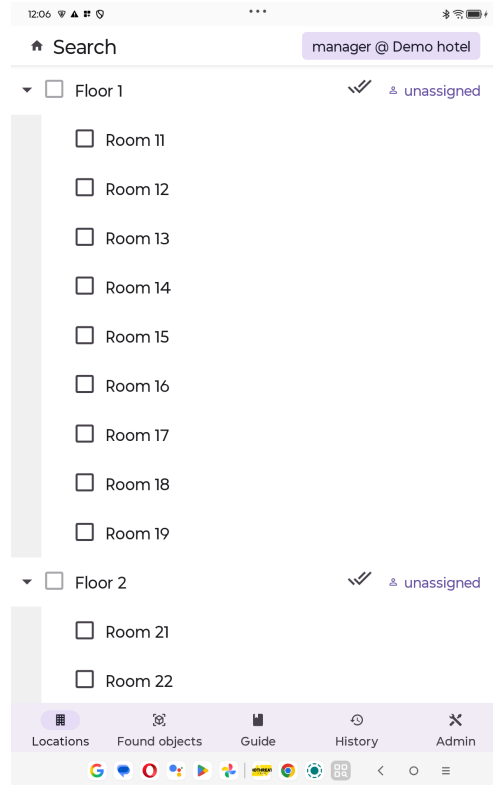 12:06
Search
manager @ Demo hotel
Floor 1
unassigned
Room 11
Room 12
Room 13
Room 14
Room 15
Room 16
Room 17
Room 18
Room 19
Floor 2
unassigned
Room 21
Room 22
Locations
Found objects
Guide
History
Admin